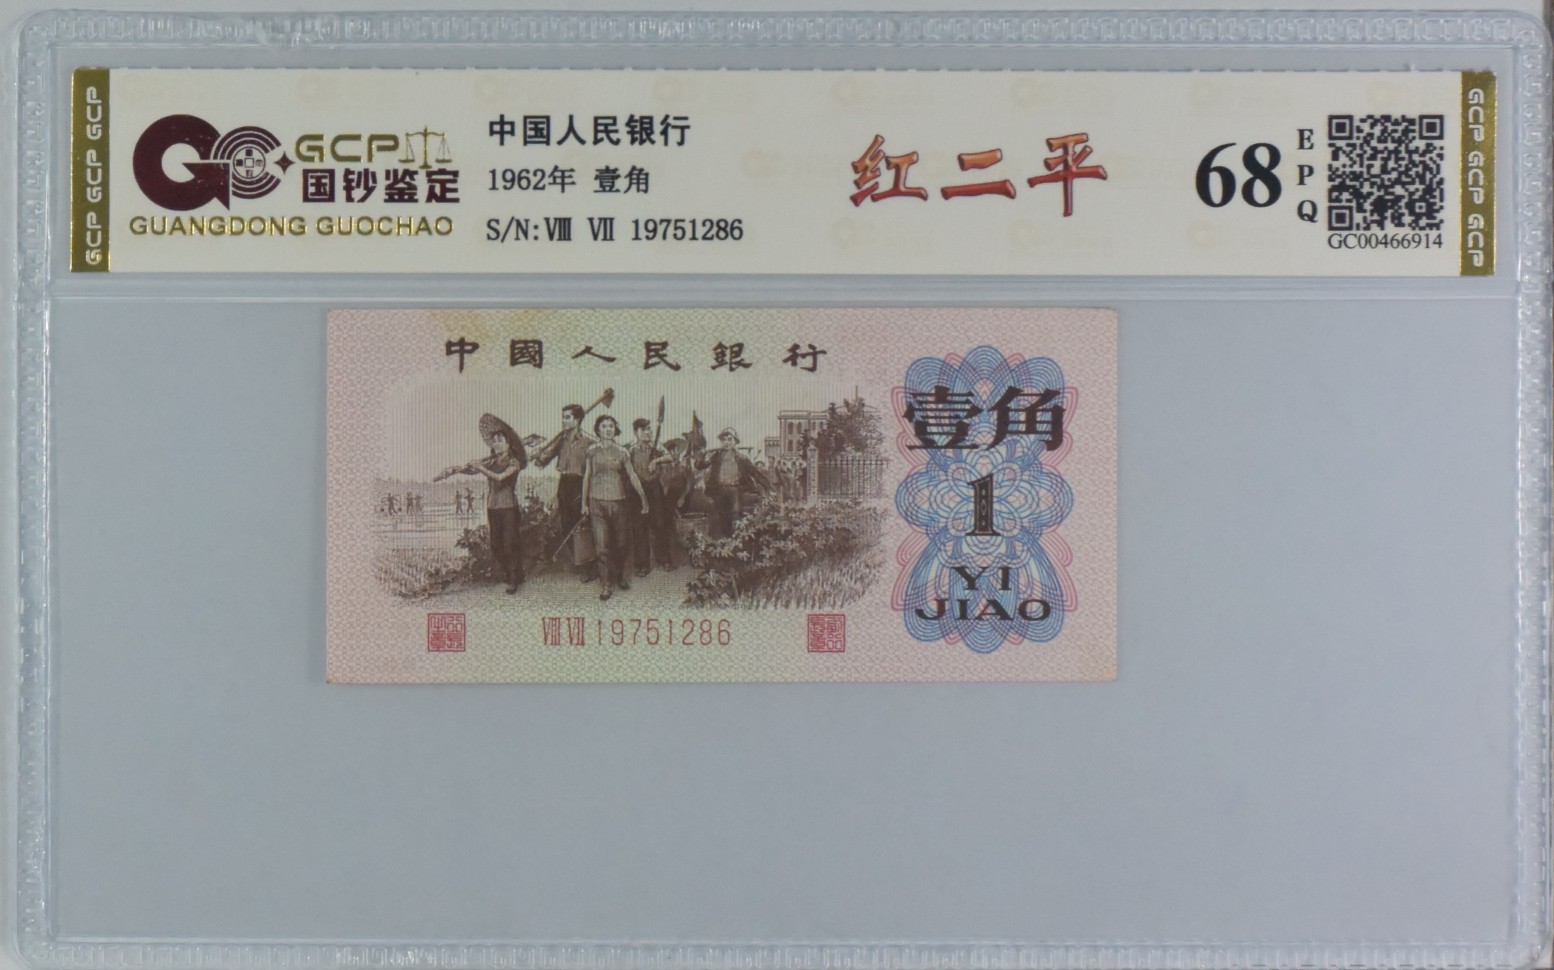 GCP GCP GCP
GCP
国钞鉴定
GUANGDONG GUOCHAO
中国人民银行
1962年 壹角
S/N:Ⅷ Ⅶ 19751286
红二平
68
EPQ
GC00466914
GCP GCP GCP
中國人民銀行
壹角
1
YI
JIAO
Ⅷ Ⅶ 19751286